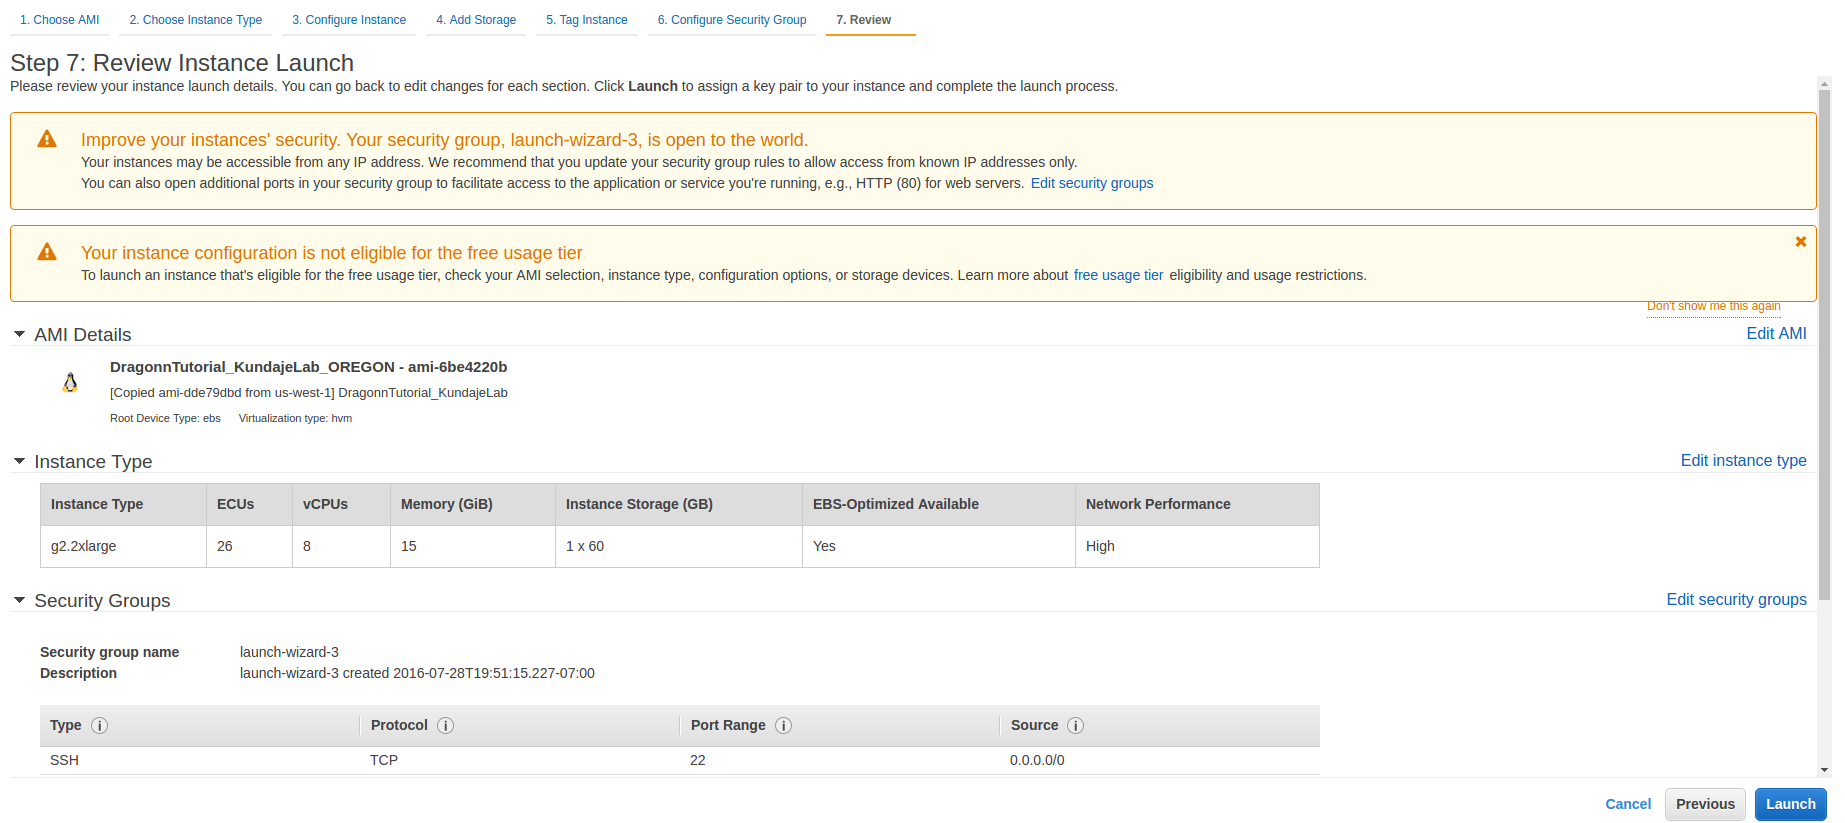 1. Choose AMI 2. Choose Instance Type 3. Configure Instance 4. Add Storage 5. Tag Instance 6. Configure Security Group 7. Review
Step 7: Review Instance Launch
Please review your instance launch details. You can go back to edit changes for each section. Click Launch to assign a key pair to your instance and complete the launch process.
Improve your instances' security. Your security group, launch-wizard-3, is open to the world.
Your instances may be accessible from any IP address. We recommend that you update your security group rules to allow access from known IP addresses only.
You can also open additional ports in your security group to facilitate access to the application or service you're running, e.g., HTTP (80) for web servers. Edit security groups
Your instance configuration is not eligible for the free usage tier
To launch an instance that's eligible for the free usage tier, check your AMI selection, instance type, configuration options, or storage devices. Learn more about free usage tier eligibility and usage restrictions.
Don't show me this again
AMI Details Edit AMI
DragonnTutorial_KundajeLab_OREGON - ami-6be4220b
[Copied ami-dde79dbd from us-west-1] DragonnTutorial_KundajeLab
Root Device Type: ebs Virtualization type: hvm
Instance Type Edit instance type
Instance Type ECUs vCPUs Memory (GiB) Instance Storage (GB) EBS-Optimized Available Network Performance
g2.2xlarge 26 8 15 1 x 60 Yes High
Security Groups Edit security groups
Security group name launch-wizard-3
Description launch-wizard-3 created 2016-07-28T19:51:15.227-07:00
Type Protocol Port Range Source
SSH TCP 22 0.0.0.0/0
Cancel Previous Launch